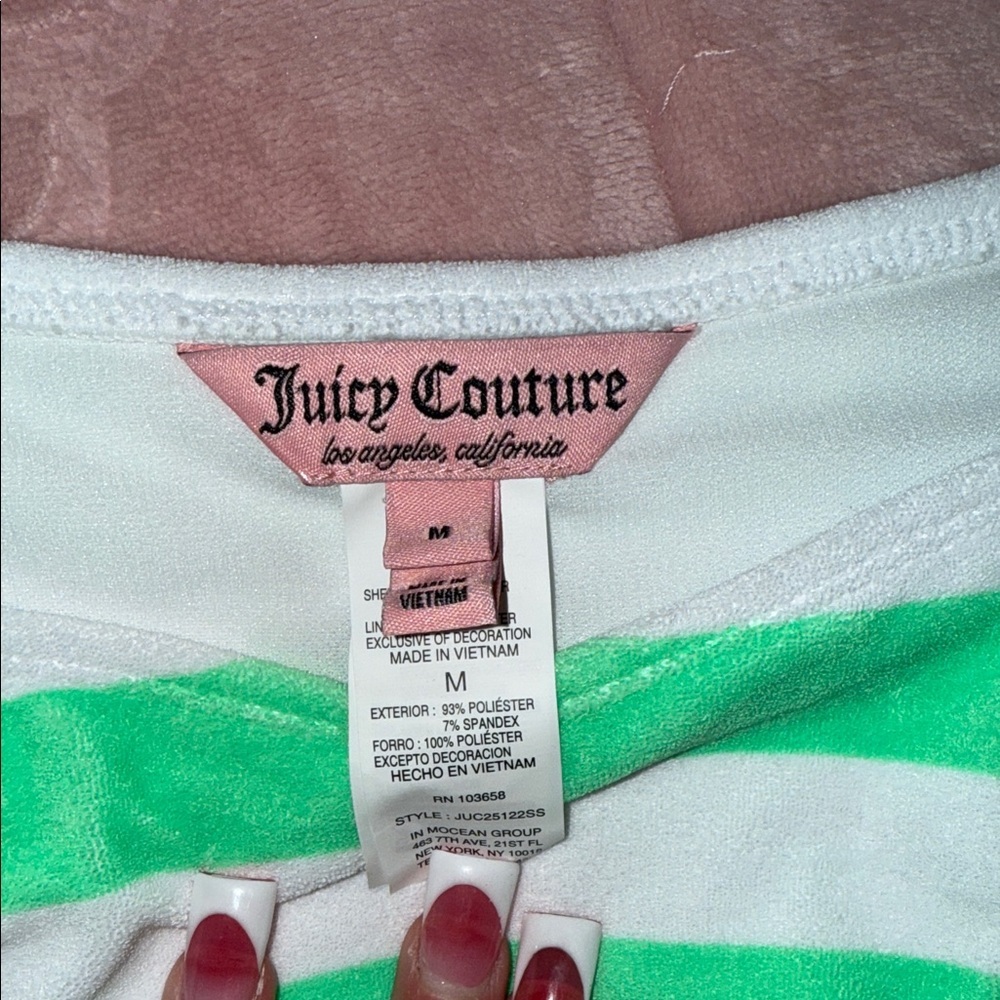 Juicy Couture
los angeles, california
M
VIETNAM
EXCLUSIVE OF DECORATION
MADE IN VIETNAM
M
EXTERIOR : 93% POLIÉSTER
7% SPANDEX
FORRO : 100% POLIÉSTER
EXCEPTO DECORACION
HECHO EN VIETNAM
RN 103658
STYLE : JUC25122SS
IN MOCEAN GROUP
463 7TH AVE, 21ST FL
NEW YORK, NY 10018